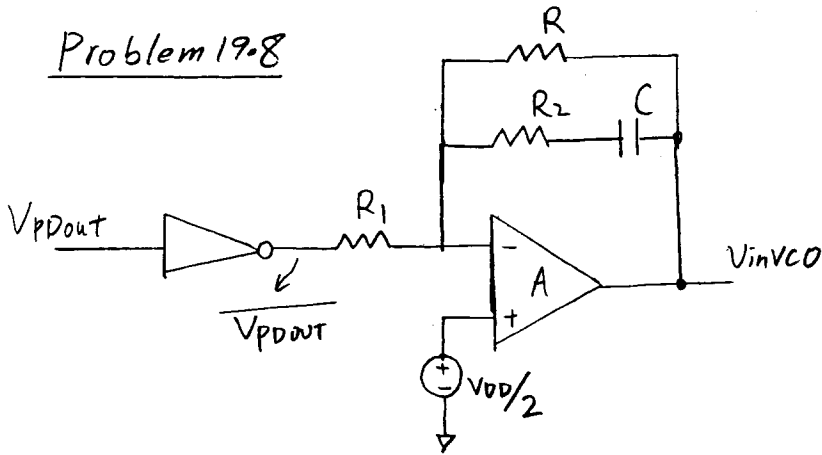 Problem 19.8
R
R2
C
VPDout
R1
VPDOUT
−
A
+
VinVCO
+
−
VDD/2